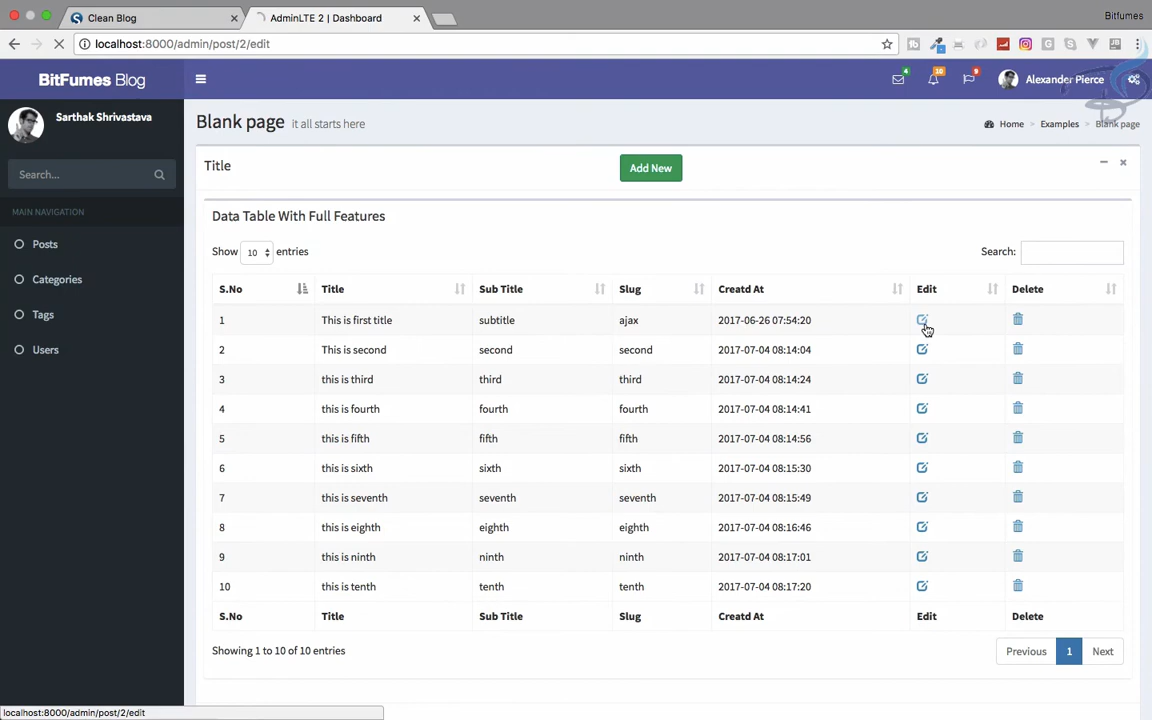 Clean Blog
AdminLTE 2 | Dashboard
Bitfumes
localhost:8000/admin/post/2/edit
BitFumes Blog
4
10
9
Alexander Pierce
Sarthak Shrivastava
Blank page it all starts here
Home > Examples > Blank page
Search...
Title
Add New
MAIN NAVIGATION
Posts
Categories
Tags
Users
Data Table With Full Features
Show 10 entries
Search:
S.No Title Sub Title Slug Creatd At Edit Delete
1 This is first title subtitle ajax 2017-06-26 07:54:20
2 This is second second second 2017-07-04 08:14:04
3 this is third third third 2017-07-04 08:14:24
4 this is fourth fourth fourth 2017-07-04 08:14:41
5 this is fifth fifth fifth 2017-07-04 08:14:56
6 this is sixth sixth sixth 2017-07-04 08:15:30
7 this is seventh seventh seventh 2017-07-04 08:15:49
8 this is eighth eighth eighth 2017-07-04 08:16:46
9 this is ninth ninth ninth 2017-07-04 08:17:01
10 this is tenth tenth tenth 2017-07-04 08:17:20
S.No Title Sub Title Slug Creatd At Edit Delete
Showing 1 to 10 of 10 entries
Previous 1 Next
localhost:8000/admin/post/2/edit